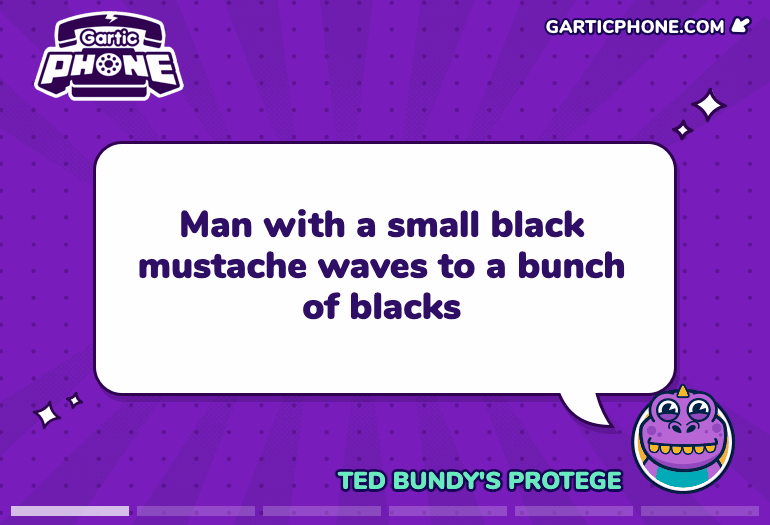 Gartic
PHONE
GARTICPHONE.COM
Man with a small black
mustache waves to a bunch
of blacks
TED BUNDY'S PROTEGE